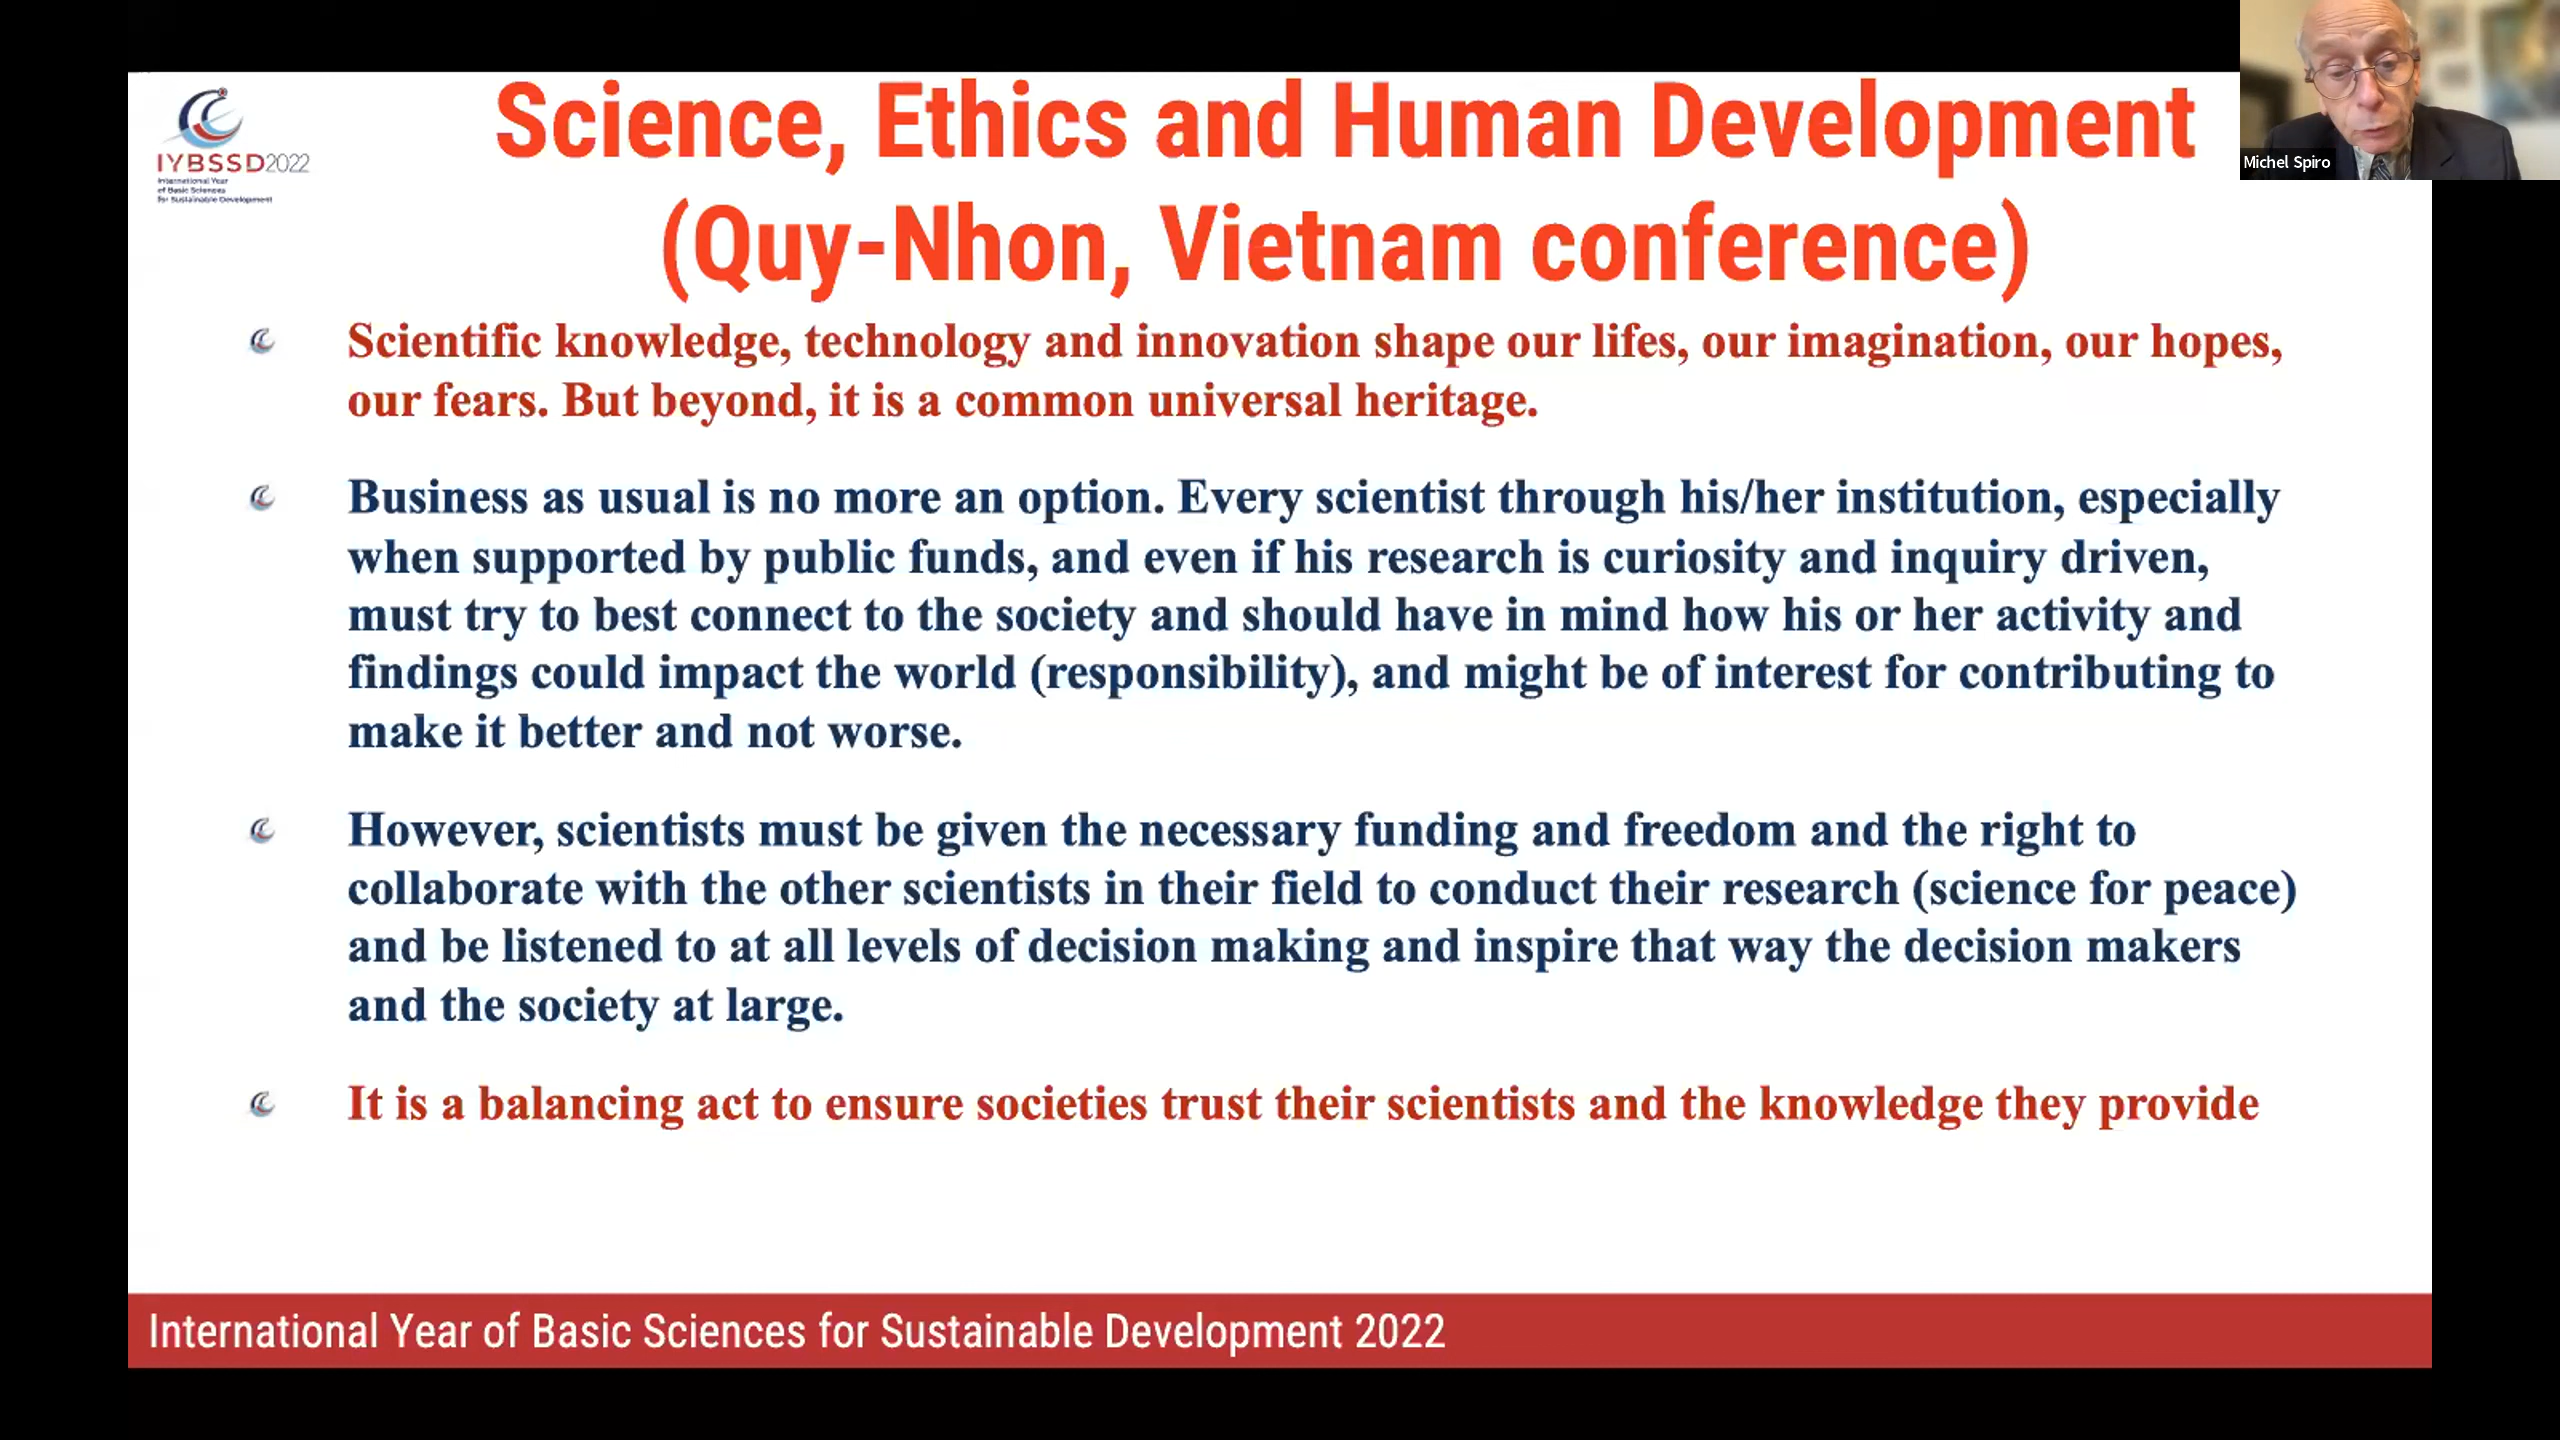 IYBSSD2022
International Year
of Basic Sciences
for Sustainable Development
Science, Ethics and Human Development
(Quy-Nhon, Vietnam conference)
Michel Spiro
Scientific knowledge, technology and innovation shape our lifes, our imagination, our hopes,
our fears. But beyond, it is a common universal heritage.
Business as usual is no more an option. Every scientist through his/her institution, especially
when supported by public funds, and even if his research is curiosity and inquiry driven,
must try to best connect to the society and should have in mind how his or her activity and
findings could impact the world (responsibility), and might be of interest for contributing to
make it better and not worse.
However, scientists must be given the necessary funding and freedom and the right to
collaborate with the other scientists in their field to conduct their research (science for peace)
and be listened to at all levels of decision making and inspire that way the decision makers
and the society at large.
It is a balancing act to ensure societies trust their scientists and the knowledge they provide
International Year of Basic Sciences for Sustainable Development 2022